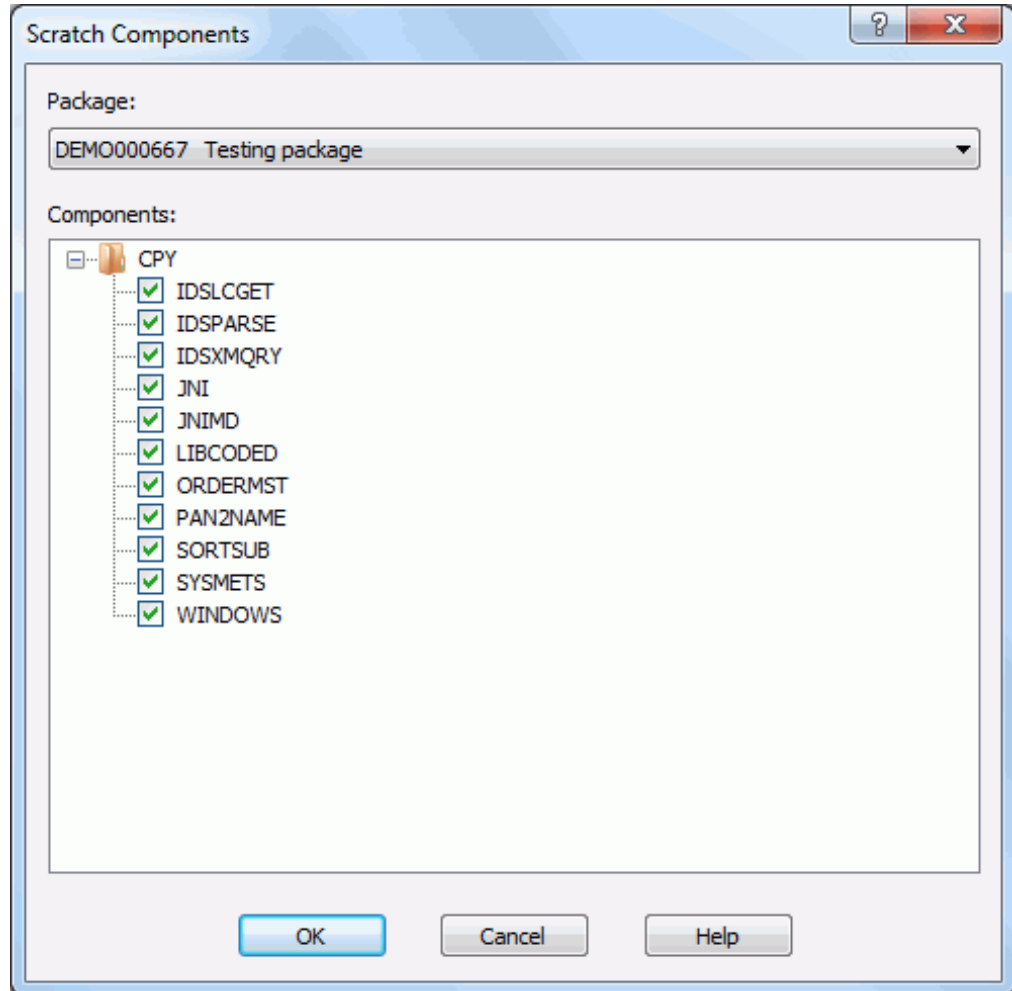 Scratch Components
Package:
DEMO000667 Testing package
Components:
CPY
IDSLCGET
IDSPARSE
IDSXMQRY
JNI
JNIMD
LIBCODED
ORDERMST
PAN2NAME
SORTSUB
SYSMETS
WINDOWS
OK Cancel Help